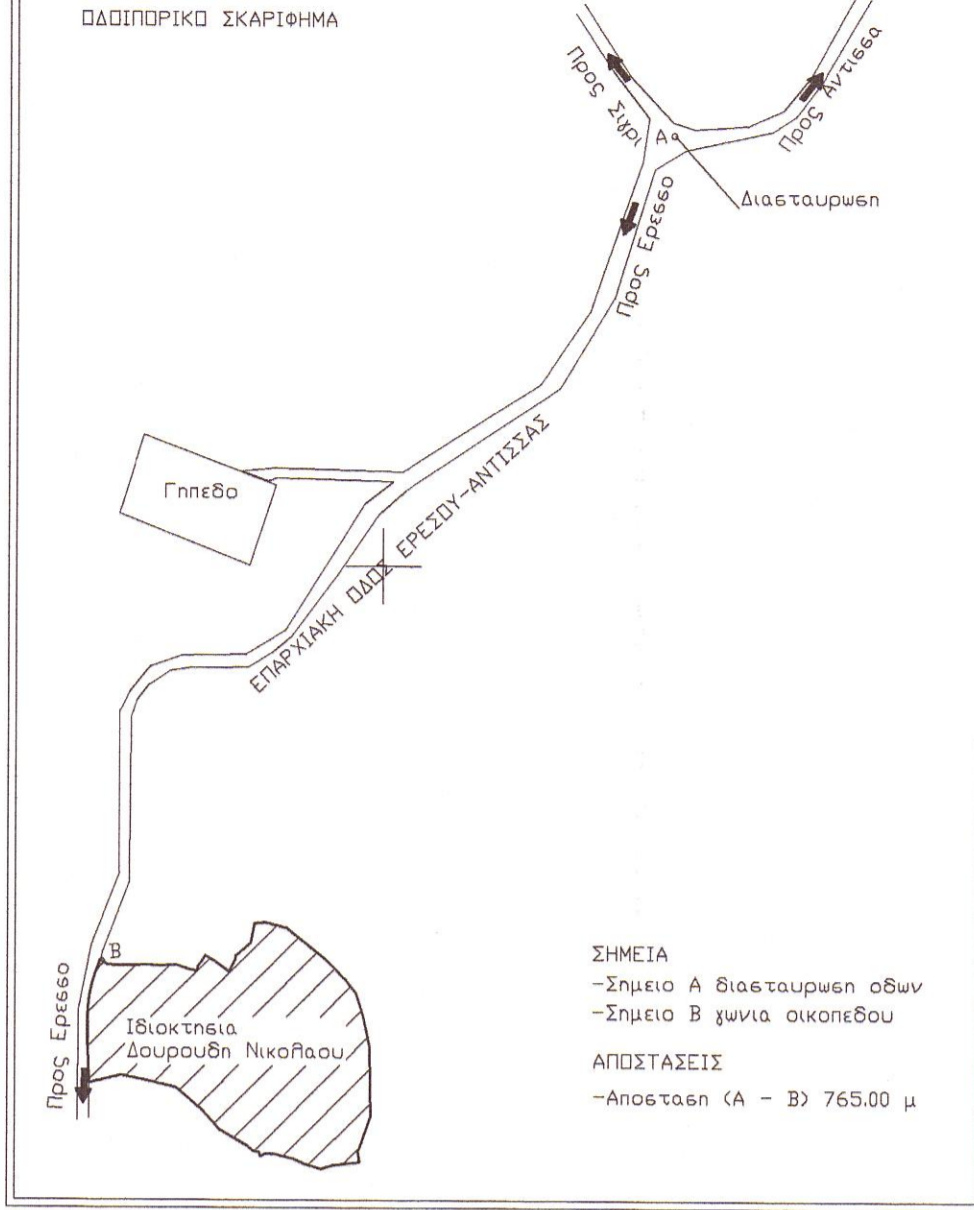 ΟΔΟΙΠΟΡΙΚΟ ΣΚΑΡΙΦΗΜΑ
Προς Σιγρι
Προς Αντισσα
Α
Διασταυρωση
Προς Ερεσσο
Γηπεδο
ΕΠΑΡΧΙΑΚΗ ΟΔΟΣ ΕΡΕΣΟΥ-ΑΝΤΙΣΣΑΣ
Β
Προς Ερεσσο
Ιδιοκτησια
Δουρουδη Νικολαου
ΣΗΜΕΙΑ
-Σημειο Α διασταυρωση οδων
-Σημειο Β γωνια οικοπεδου
ΑΠΟΣΤΑΣΕΙΣ
-Αποσταση (Α - Β) 765.00 μ